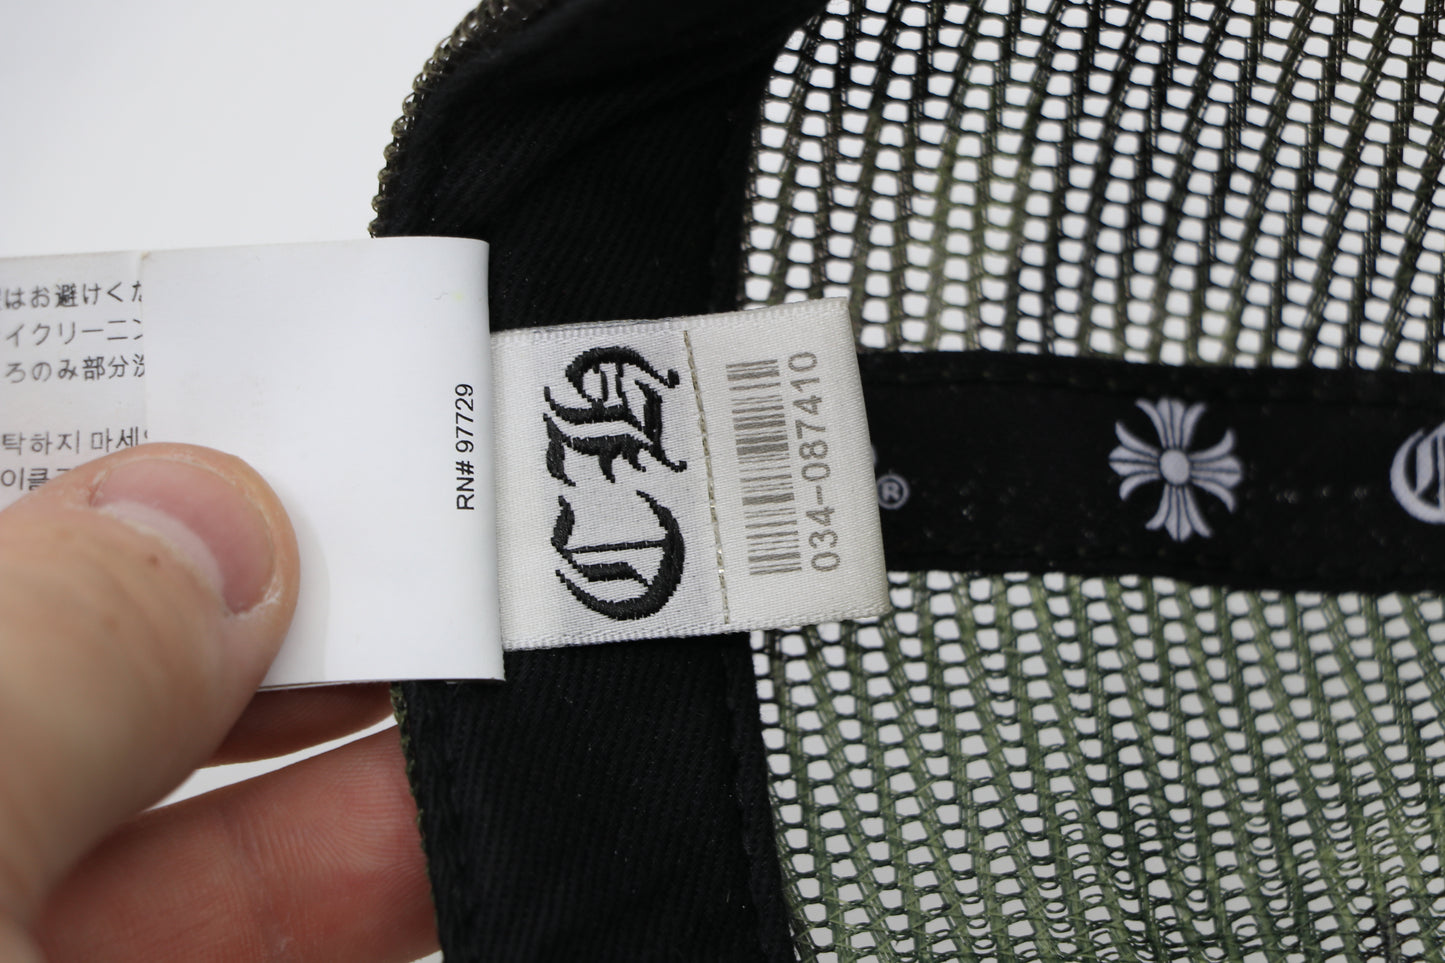 はお避けくだ
イクリーニン
ろのみ部分洗
탁하지 마세
이클
RN# 97729
CH
034-087410
®
C